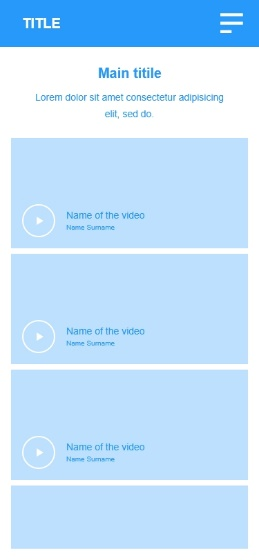 TITLE
Main titile
Lorem dolor sit amet consectetur adipisicing
elit, sed do.
Name of the video
Name Surname
Name of the video
Name Surname
Name of the video
Name Surname